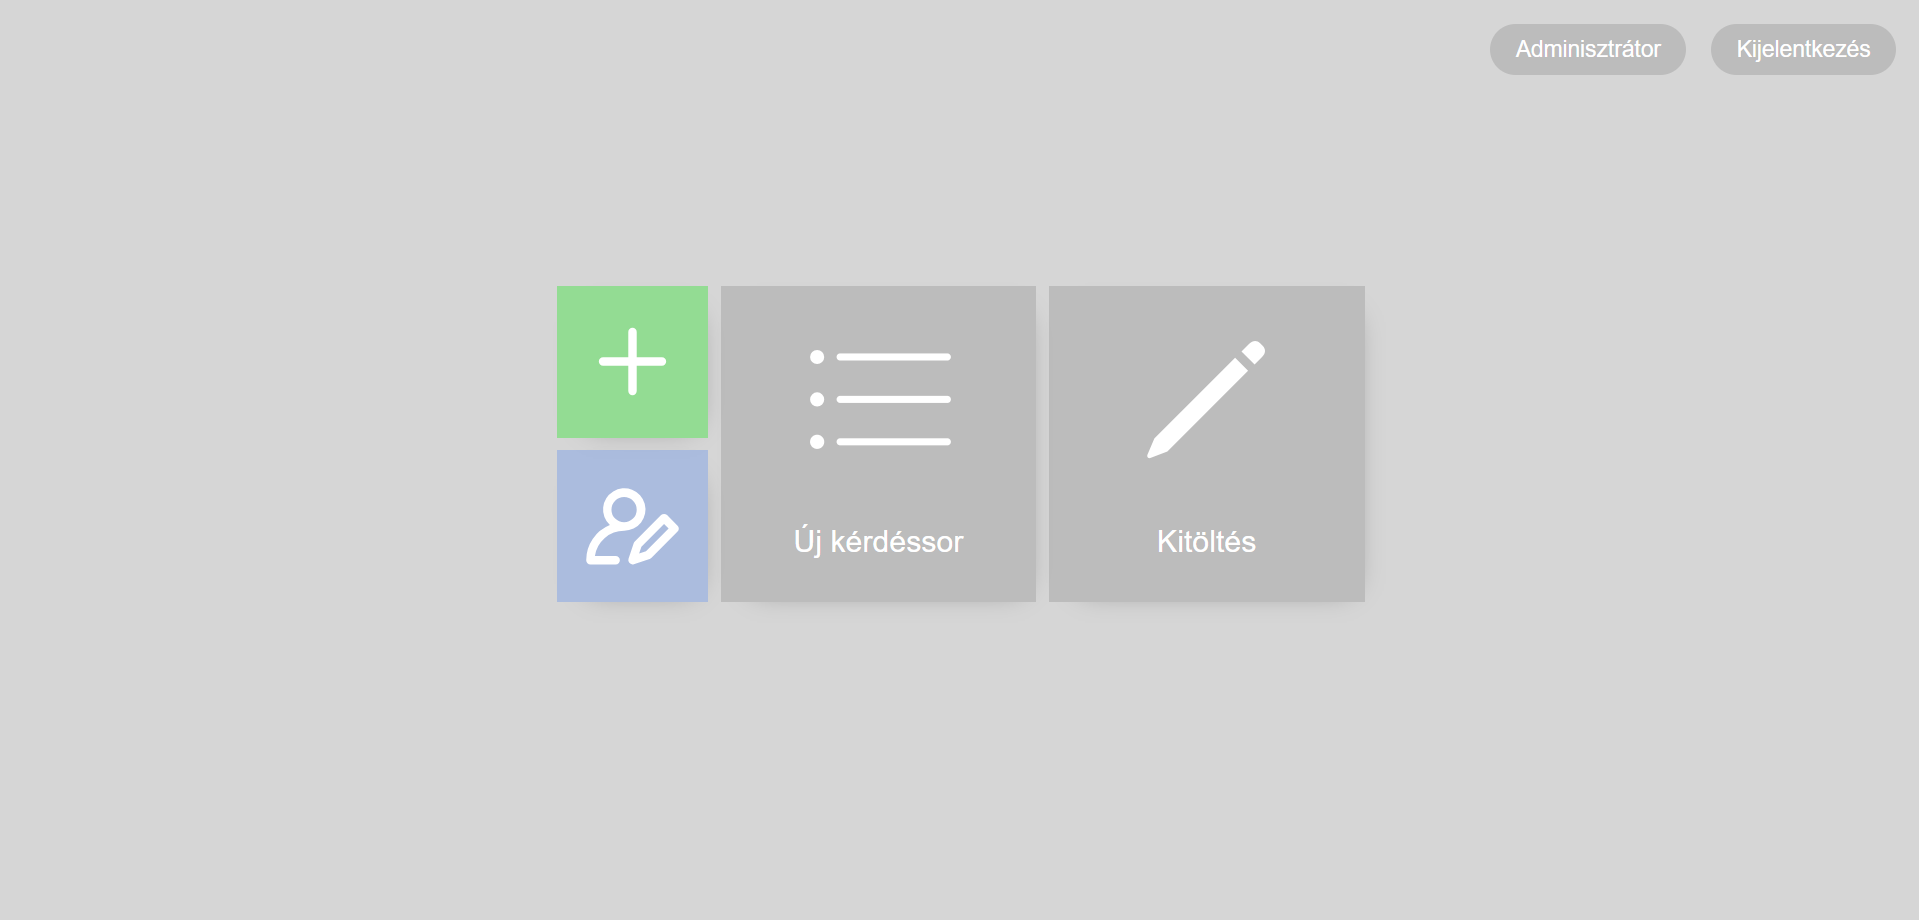 Adminisztrátor
Kijelentkezés
Új kérdéssor
Kitöltés